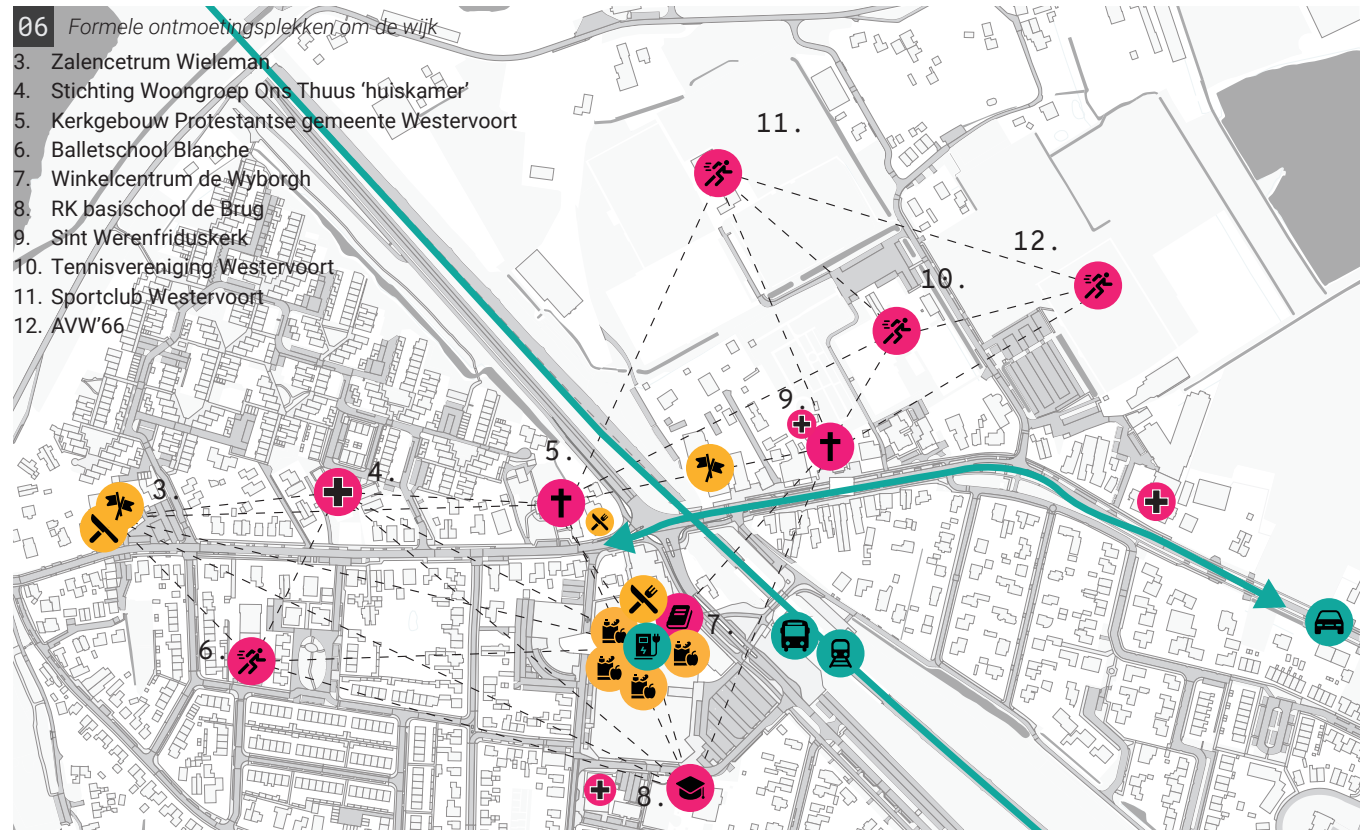 06 Formele ontmoetingsplekken om de wijk
3. Zalencetrum Wieleman
4. Stichting Woongroep Ons Thuus ‘huiskamer’
5. Kerkgebouw Protestantse gemeente Westervoort
6. Balletschool Blanche
7. Winkelcentrum de Wyborgh
8. RK basischool de Brug
9. Sint Werenfriduskerk
10. Tennisvereniging Westervoort
11. Sportclub Westervoort
12. AVW’66
11.
12.
10.
9.
5.
4.
3.
7.
6.
8.